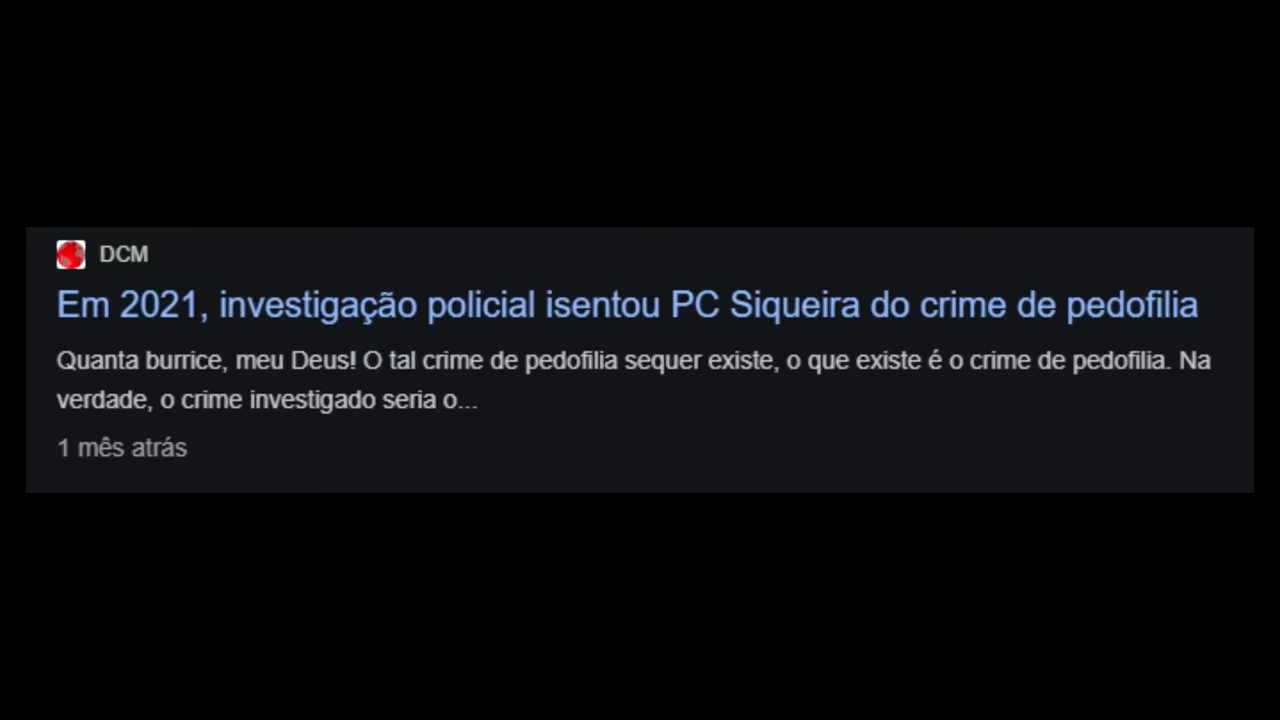 DCM
Em 2021, investigação policial isentou PC Siqueira do crime de pedofilia
Quanta burrice, meu Deus! O tal crime de pedofilia sequer existe, o que existe é o crime de pedofilia. Na
verdade, o crime investigado seria o...
1 mês atrás